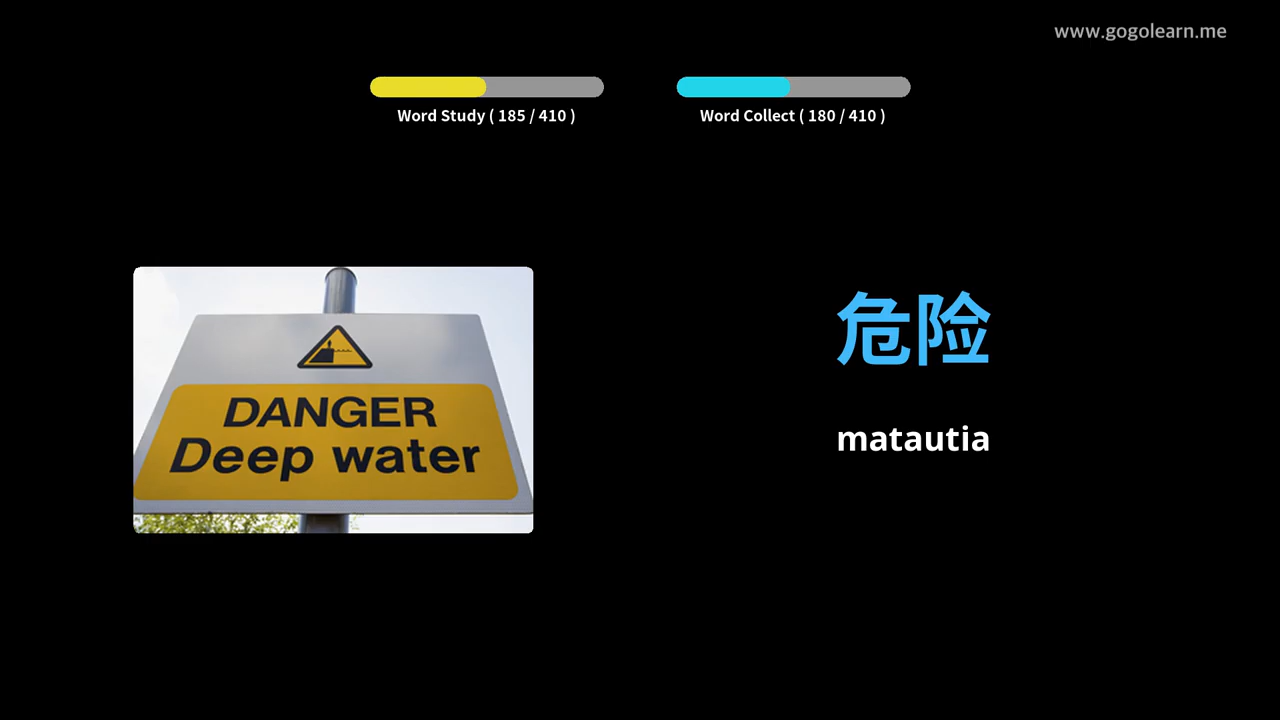 www.gogolearn.me
Word Study ( 185 / 410 )
Word Collect ( 180 / 410 )
DANGER
Deep water
危险
matautia